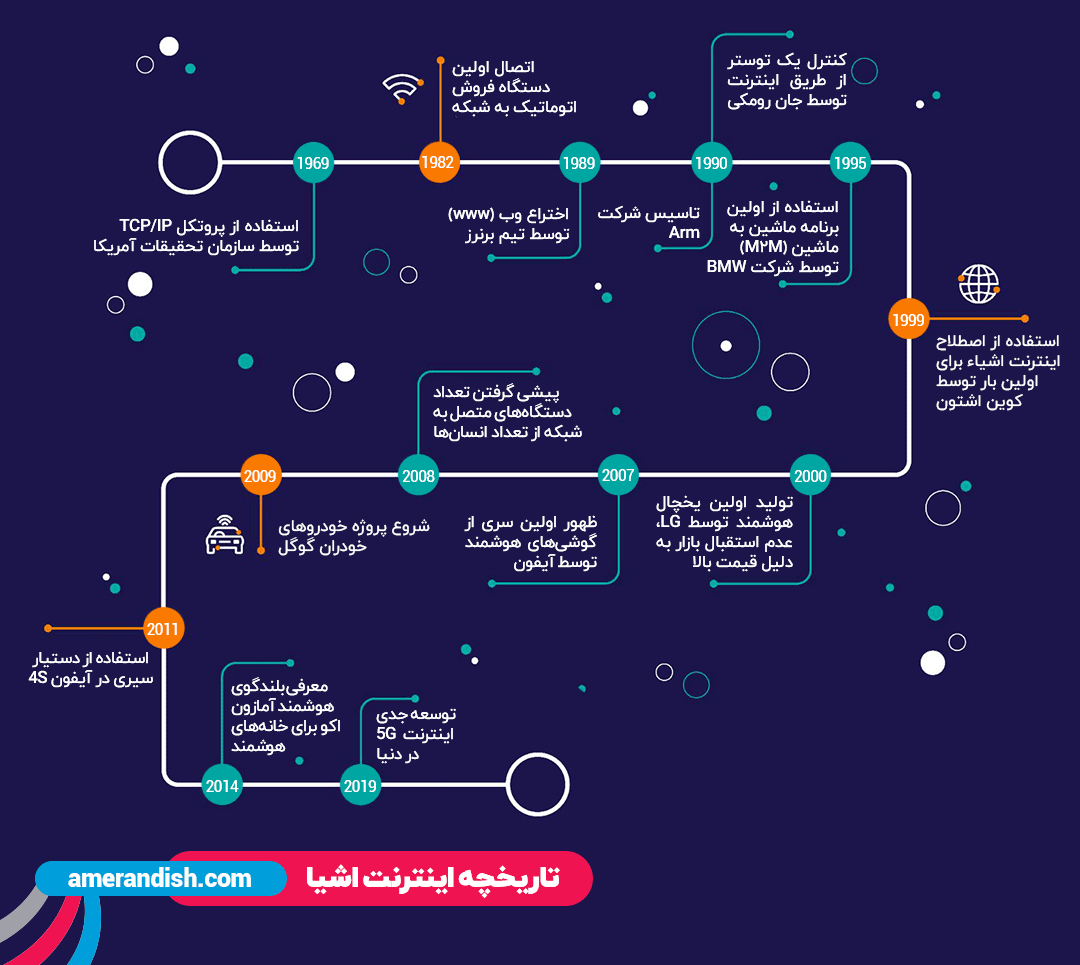 1969
استفاده از پروتکل TCP/IP
توسط سازمان تحقیقات آمریکا
1982
اتصال اولین
دستگاه فروش
اتوماتیک به شبکه
1989
اختراع وب (www)
توسط تیم برنرز
1990
کنترل یک توستر
از طریق اینترنت
توسط جان رومکی
تاسیس شرکت
Arm
1995
استفاده از اولین
برنامه ماشین به
ماشین (M۲M)
توسط شرکت BMW
1999
استفاده از اصطلاح
اینترنت اشیاء برای
اولین بار توسط
کوین اشتون
2000
تولید اولین یخچال
هوشمند توسط LG،
عدم استقبال بازار به
دلیل قیمت بالا
2007
ظهور اولین سری از
گوشی‌های هوشمند
توسط آیفون
2008
پیشی گرفتن تعداد
دستگاه‌های متصل به
شبکه از تعداد انسان‌ها
2009
شروع پروژه خودروهای
خودران گوگل
2011
استفاده از دستیار
سیری در آیفون 4S
2014
معرفی بلندگوی
هوشمند آمازون
اکو برای خانه‌های
هوشمند
2019
توسعه جدی
اینترنت 5G
در دنیا
تاریخچه اینترنت اشیا
amerandish.com